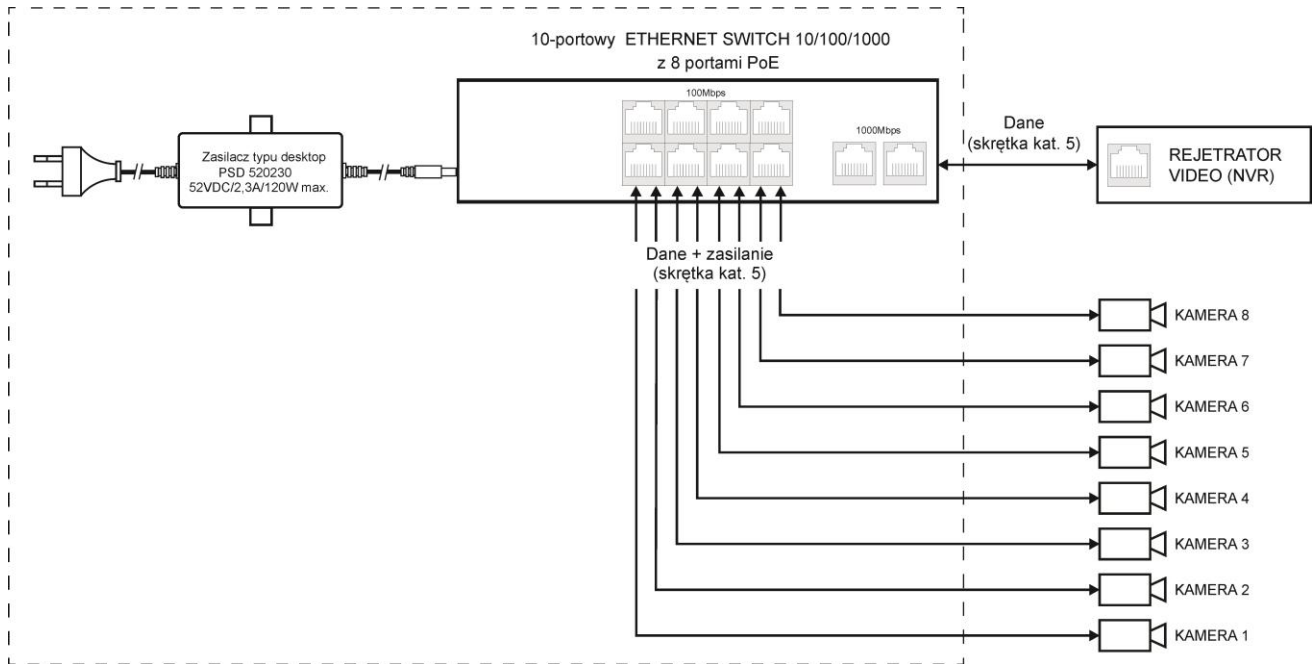 10-portowy ETHERNET SWITCH 10/100/1000
z 8 portami PoE
100Mbps
1000Mbps
Zasilacz typu desktop
PSD 520230
52VDC/2,3A/120W max.
Dane
(skrętka kat. 5)
REJETRATOR
VIDEO (NVR)
Dane + zasilanie
(skrętka kat. 5)
KAMERA 8
KAMERA 7
KAMERA 6
KAMERA 5
KAMERA 4
KAMERA 3
KAMERA 2
KAMERA 1